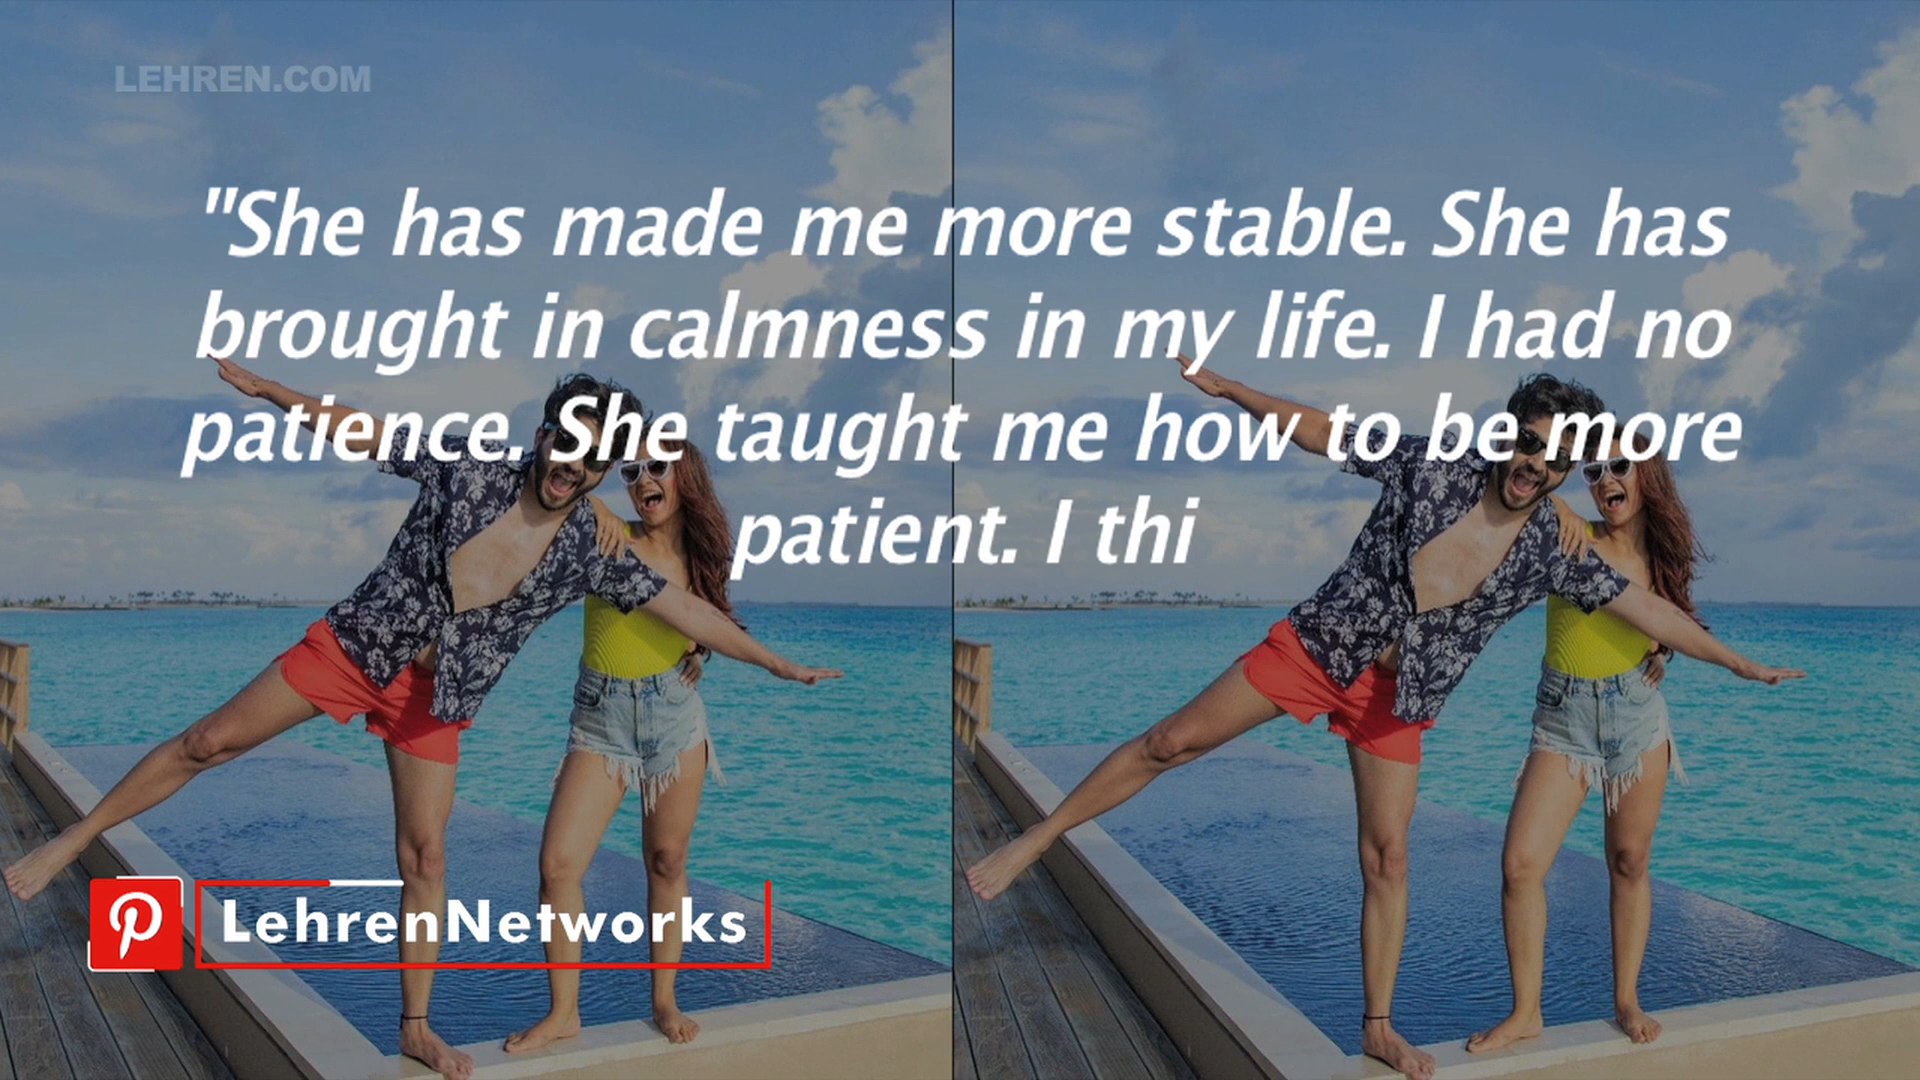 LEHREN.COM
"She has made me more stable. She has
brought in calmness in my life. I had no
patience. She taught me how to be more
patient. I thi
LehrenNetworks